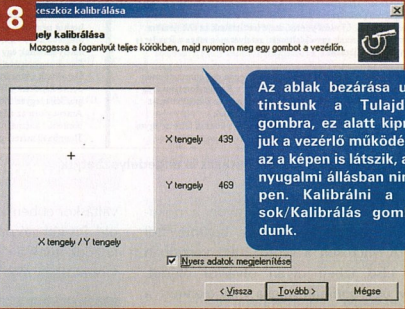 8
eszköz kalibrálása
gely kalibrálása
Mozgassa a fogantyút teljes körökben, majd nyomjon meg egy gombot a vezérlőn.
X tengely 439
Y tengely 469
X tengely / Y tengely
Nyers adatok megjelenítése
< Vissza
Tovább >
Mégse
Az ablak bezárása u
tintsunk a Tulajd
gombra, ez alatt kipr
juk a vezérlő működé
az a képen is látszik, a
nyugalmi állásban nin
pen. Kalibrálni a
sok/Kalibrálás gom
dunk.